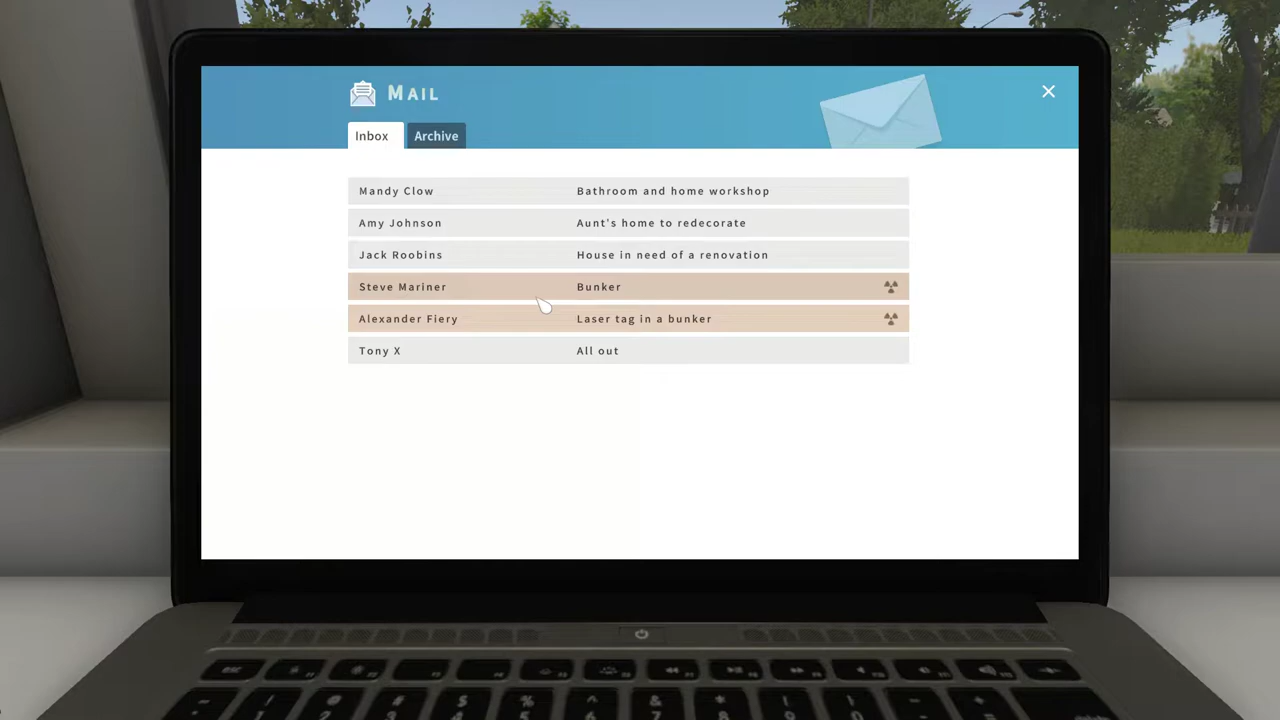 MAIL
Inbox Archive
Mandy Clow Bathroom and home workshop
Amy Johnson Aunt's home to redecorate
Jack Roobins House in need of a renovation
Steve Mariner Bunker
Alexander Fiery Laser tag in a bunker
Tony X All out